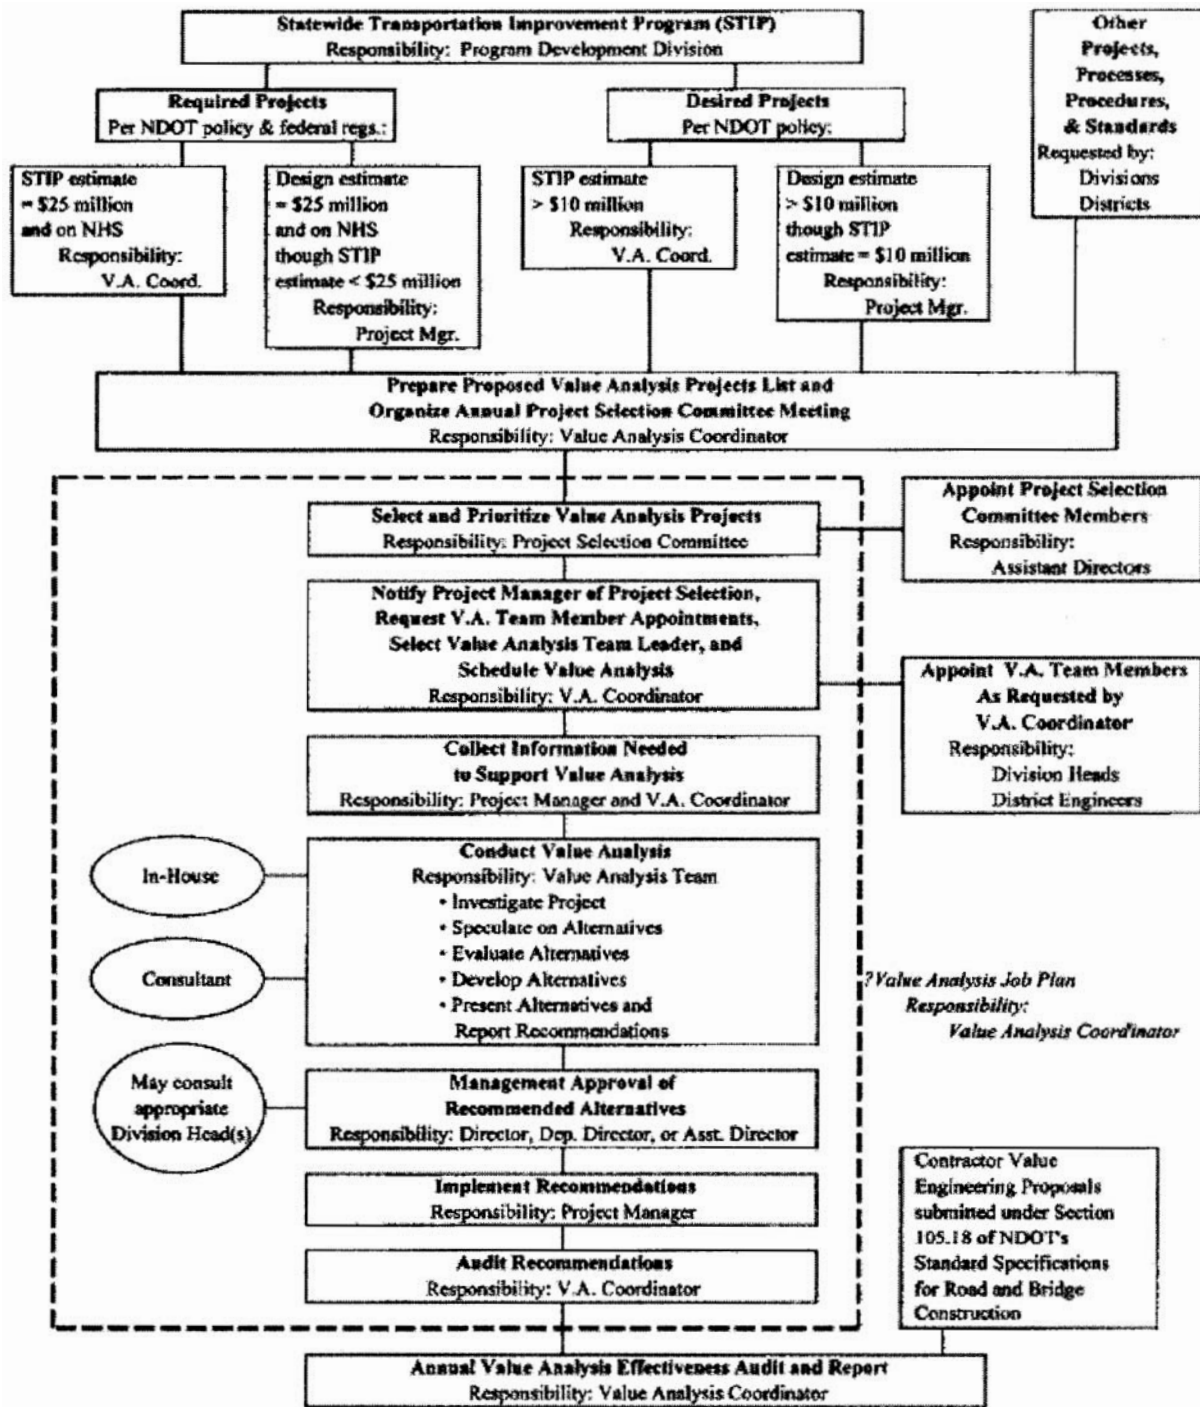 Statewide Transportation Improvement Program (STIP)
Responsibility: Program Development Division
Other
Projects,
Processes,
Procedures,
& Standards
Requested by:
Divisions
Districts
Required Projects
Per NDOT policy & federal regs.:
Desired Projects
Per NDOT policy:
STIP estimate
= $25 million
and on NHS
Responsibility:
V.A. Coord.
Design estimate
= $25 million
and on NHS
though STIP
estimate < $25 million
Responsibility:
Project Mgr.
STIP estimate
> $10 million
Responsibility:
V.A. Coord.
Design estimate
> $10 million
though STIP
estimate = $10 million
Responsibility:
Project Mgr.
Prepare Proposed Value Analysis Projects List and
Organize Annual Project Selection Committee Meeting
Responsibility: Value Analysis Coordinator
Select and Prioritize Value Analysis Projects
Responsibility: Project Selection Committee
Appoint Project Selection
Committee Members
Responsibility:
Assistant Directors
Notify Project Manager of Project Selection,
Request V.A. Team Member Appointments,
Select Value Analysis Team Leader, and
Schedule Value Analysis
Responsibility: V.A. Coordinator
Appoint V.A. Team Members
As Requested by
V.A. Coordinator
Responsibility:
Division Heads
District Engineers
Collect Information Needed
to Support Value Analysis
Responsibility: Project Manager and V.A. Coordinator
In-House
Consultant
Conduct Value Analysis
Responsibility: Value Analysis Team
• Investigate Project
• Speculate on Alternatives
• Evaluate Alternatives
• Develop Alternatives
• Present Alternatives and
Report Recommendations
?Value Analysis Job Plan
Responsibility:
Value Analysis Coordinator
May consult
appropriate
Division Head(s)
Management Approval of
Recommended Alternatives
Responsibility: Director, Dep. Director, or Asst. Director
Implement Recommendations
Responsibility: Project Manager
Audit Recommendations
Responsibility: V.A. Coordinator
Contractor Value
Engineering Proposals
submitted under Section
105.18 of NDOT's
Standard Specifications
for Road and Bridge
Construction
Annual Value Analysis Effectiveness Audit and Report
Responsibility: Value Analysis Coordinator